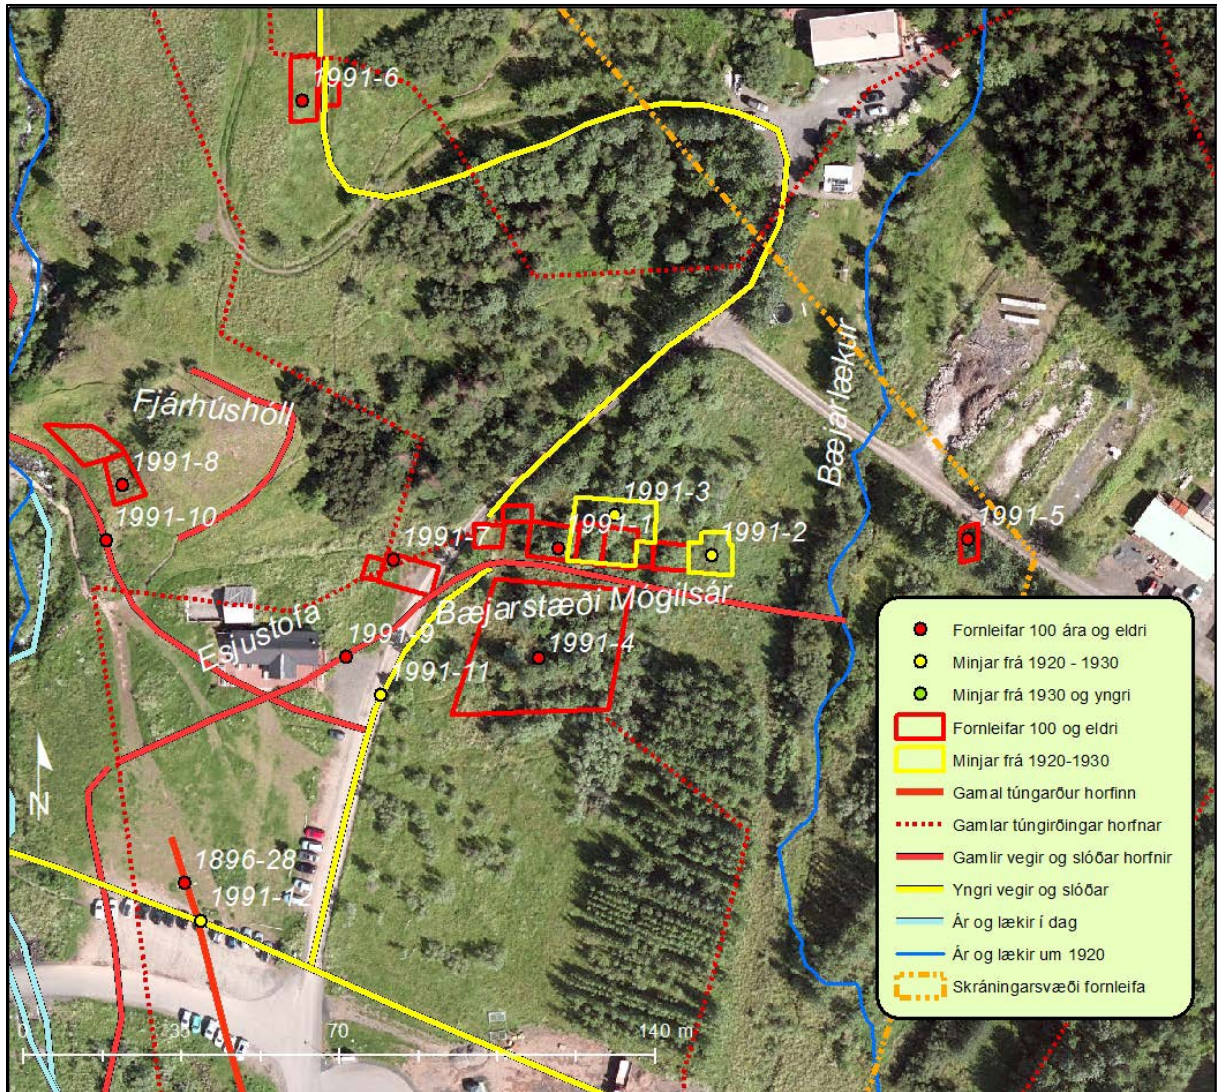 1991-6
Fjárhúshóll
1991-8
1991-10
Bæjarlækur
1991-3
1991-1
1991-2
1991-5
1991-7
Bæjarstæði Mógilsár
Esjustofa
1991-9
1991-4
1991-11
1896-28
1991-12
N
0 35 70 140 m
Fornleifar 100 ára og eldri
Minjar frá 1920 - 1930
Minjar frá 1930 og yngri
Fornleifar 100 og eldri
Minjar frá 1920-1930
Gamal túngarður horfinn
Gamlar túngirðingar horfnar
Gamlir vegir og slóðar horfnir
Yngri vegir og slóðar
Ár og lækir í dag
Ár og lækir um 1920
Skráningarsvæði fornleifa